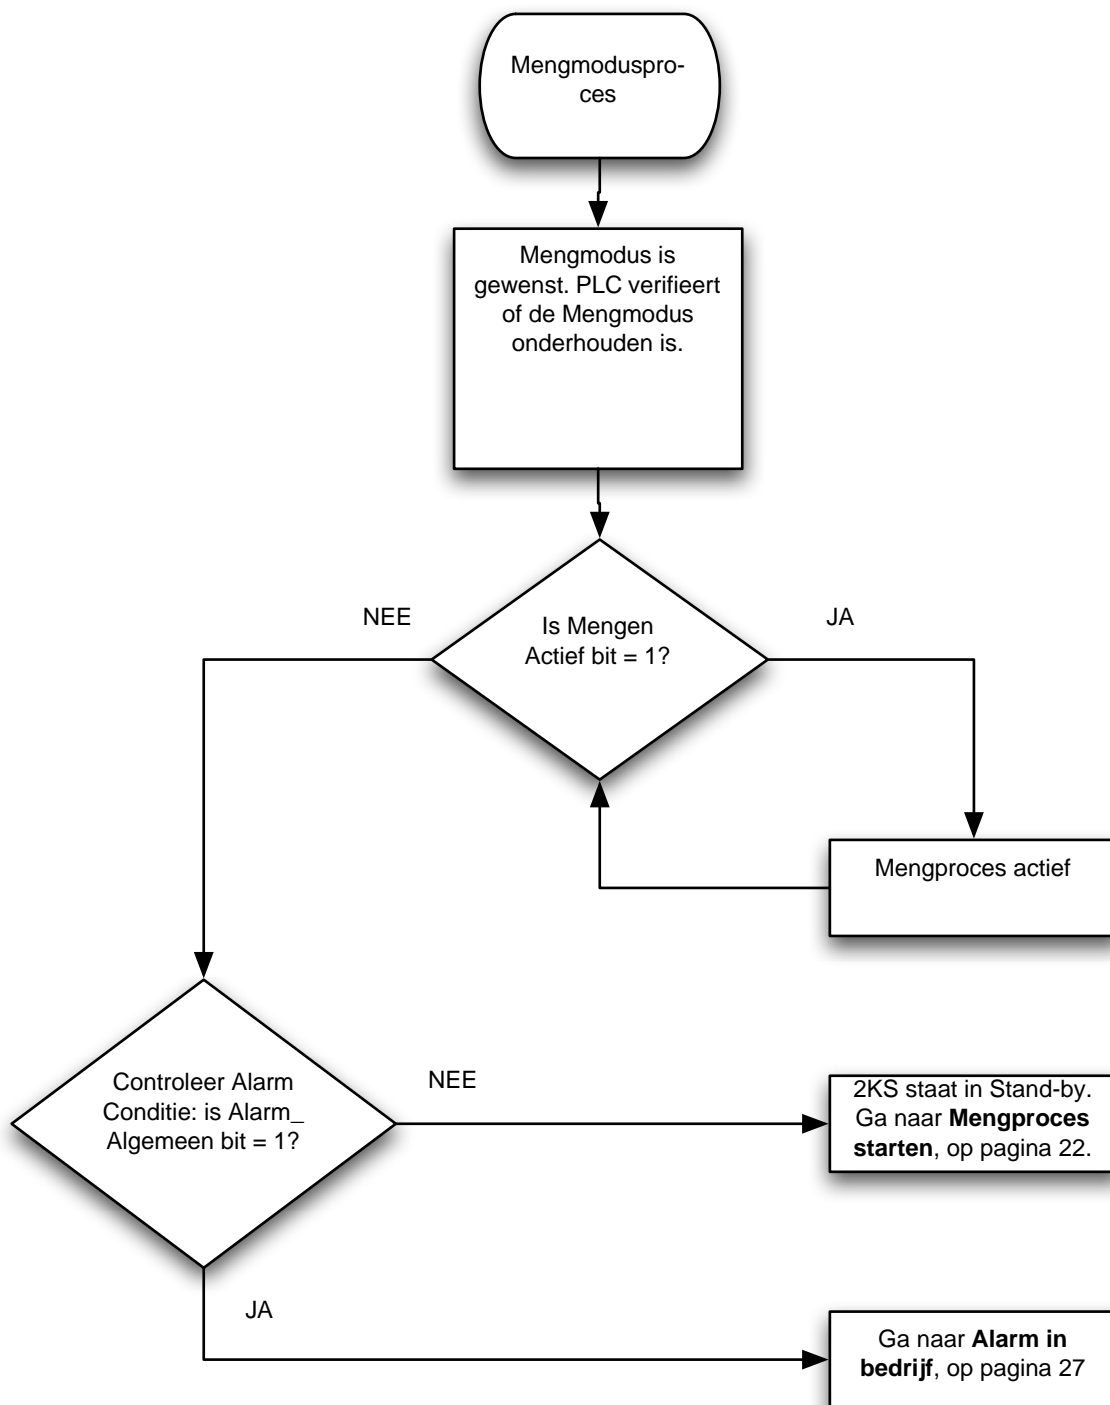 Mengmoduspro-
ces
Mengmodus is
gewenst. PLC verifieert
of de Mengmodus
onderhouden is.
NEE
JA
Is Mengen
Actief bit = 1?
Mengproces actief
Controleer Alarm
Conditie: is Alarm_
Algemeen bit = 1?
NEE
2KS staat in Stand-by.
Ga naar Mengproces
starten, op pagina 22.
JA
Ga naar Alarm in
bedrijf, op pagina 27